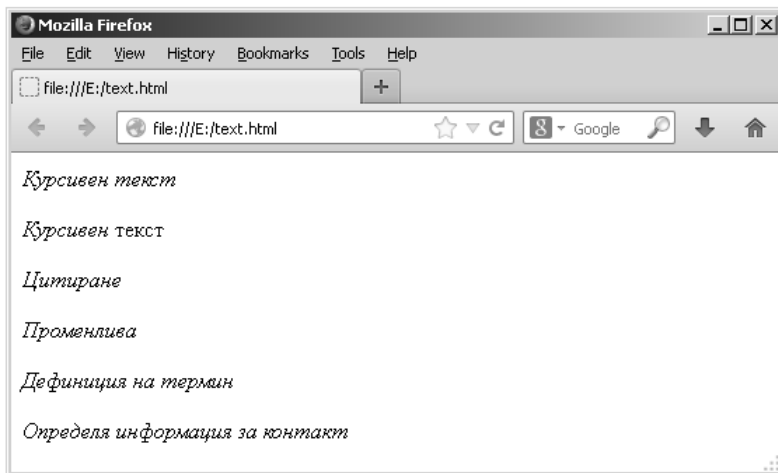 Mozilla Firefox
File Edit View History Bookmarks Tools Help
file:///E:/text.html +
file:///E:/text.html 8 Google
Курсивен текст
Курсивен текст
Цитиране
Променлива
Дефиниция на термин
Определя информация за контакт